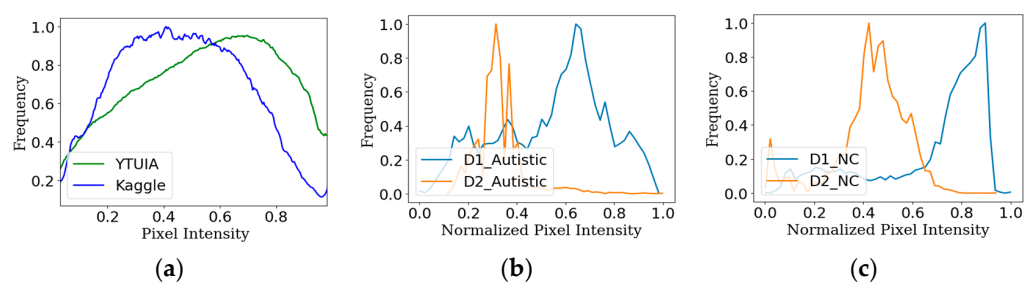 1.0
0.8
0.6
0.4
0.2
Frequency
YTUIA
Kaggle
0.2 0.4 0.6 0.8
Pixel Intensity
(a)
1.0
0.8
0.6
0.4
0.2
0.0
Frequency
D1_Autistic
D2_Autistic
0.0 0.2 0.4 0.6 0.8 1.0
Normalized Pixel Intensity
(b)
1.0
0.8
0.6
0.4
0.2
0.0
Frequency
D1_NC
D2_NC
0.0 0.2 0.4 0.6 0.8 1.0
Normalized Pixel Intensity
(c)